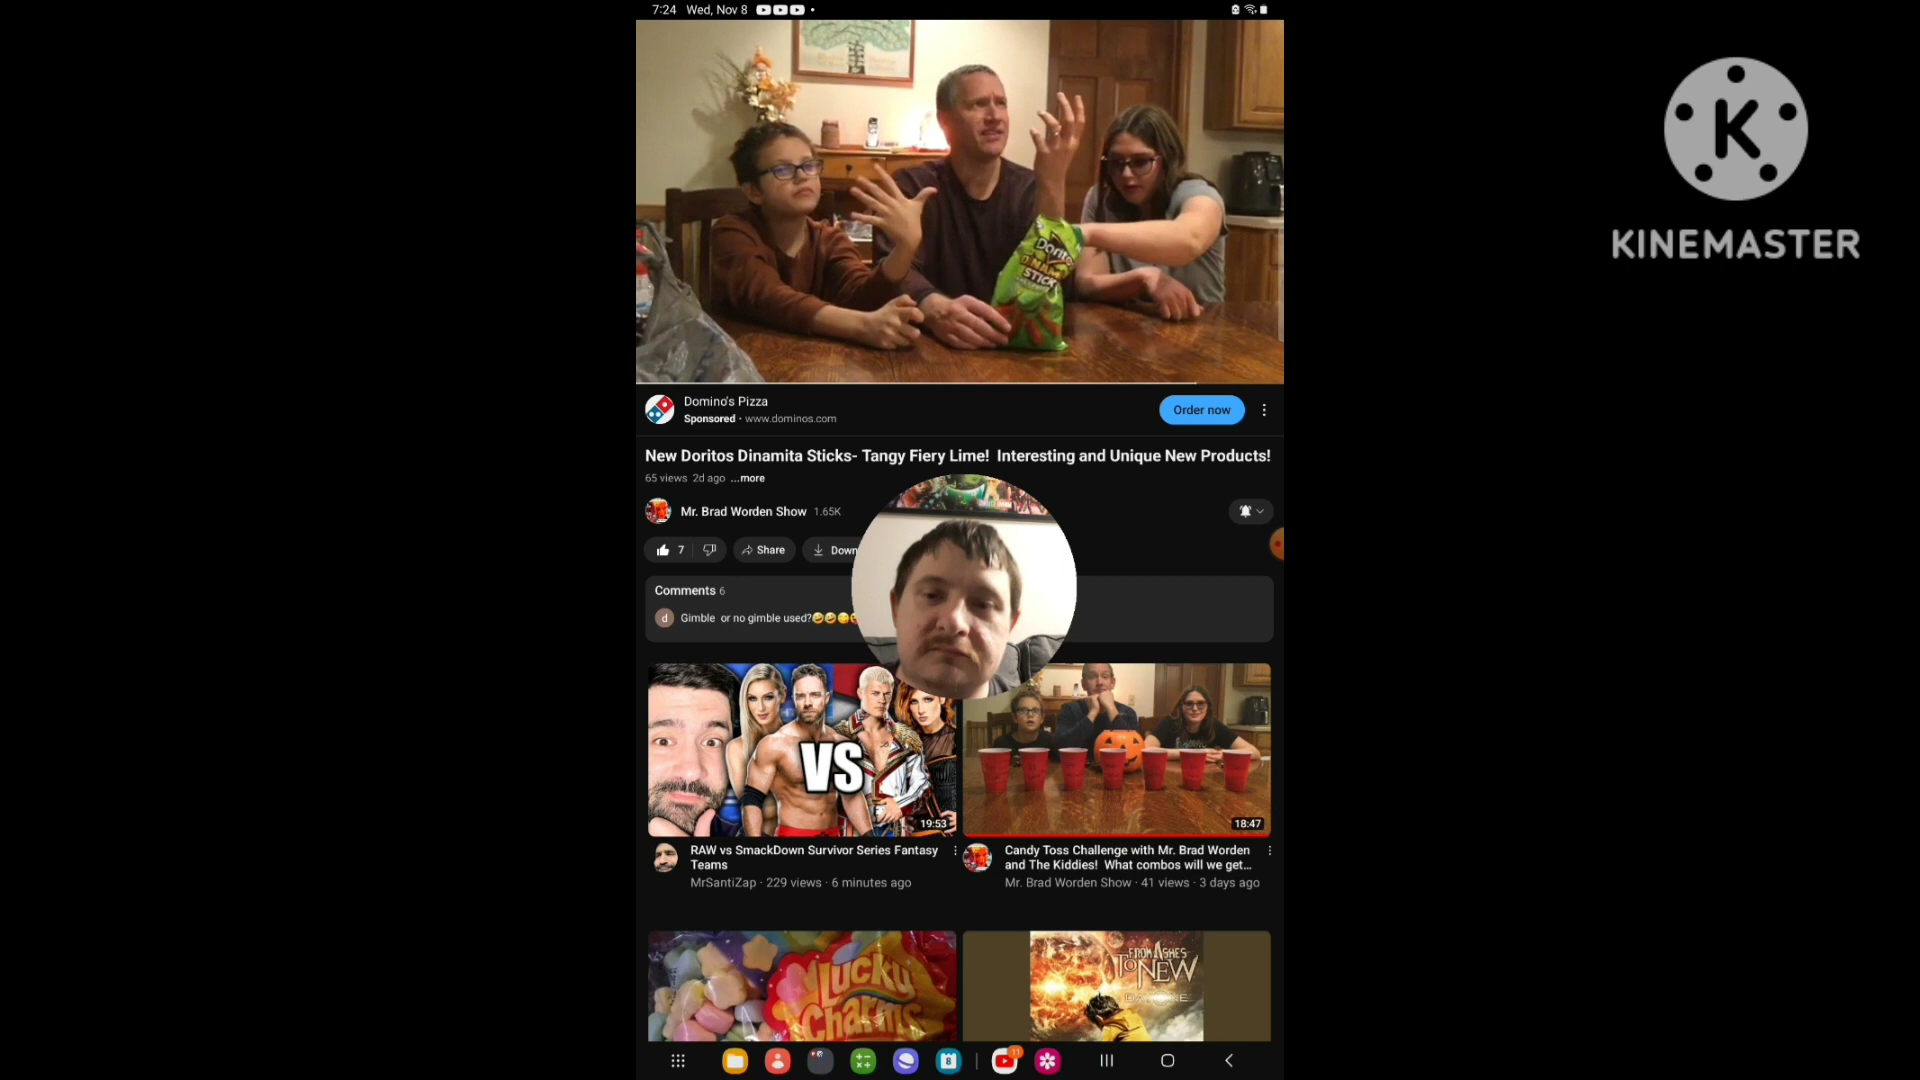 7:24 Wed, Nov 8
K
KINEMASTER
Doritos
DINAMITA
STICK
Domino's Pizza
Sponsored · www.dominos.com
Order now
New Doritos Dinamita Sticks- Tangy Fiery Lime! Interesting and Unique New Products!
65 views 2d ago ...more
Mr. Brad Worden Show 1.65K
7
Share
Down
Comments 6
d
Gimble or no gimble used?🤣🤣😋
VS
19:53
18:47
RAW vs SmackDown Survivor Series Fantasy
Teams
MrSantiZap · 229 views · 6 minutes ago
Candy Toss Challenge with Mr. Brad Worden
and The Kiddies! What combos will we get...
Mr. Brad Worden Show · 41 views · 3 days ago
Lucky
Charms
FROM ASHES
TO NEW
8
11